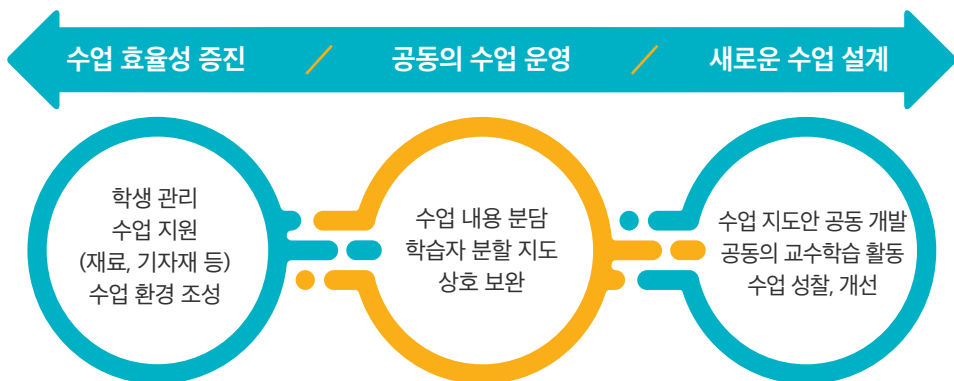 수업 효율성 증진 / 공동의 수업 운영 / 새로운 수업 설계
학생 관리
수업 지원
(재료, 기자재 등)
수업 환경 조성
수업 내용 분담
학습자 분할 지도
상호 보완
수업 지도안 공동 개발
공동의 교수학습 활동
수업 성찰, 개선